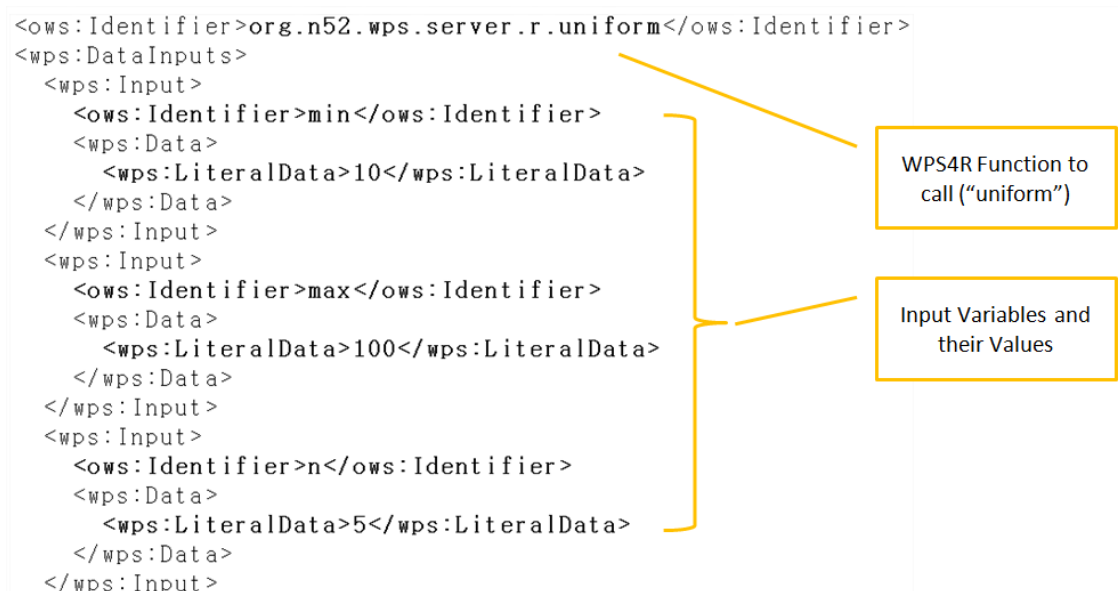 <ows:Identifier>org.n52.wps.server.r.uniform</ows:Identifier>
<wps:DataInputs>
<wps:Input>
<ows:Identifier>min</ows:Identifier>
<wps:Data>
<wps:LiteralData>10</wps:LiteralData>
</wps:Data>
</wps:Input>
<wps:Input>
<ows:Identifier>max</ows:Identifier>
<wps:Data>
<wps:LiteralData>100</wps:LiteralData>
</wps:Data>
</wps:Input>
<wps:Input>
<ows:Identifier>n</ows:Identifier>
<wps:Data>
<wps:LiteralData>5</wps:LiteralData>
</wps:Data>
</wps:Input>
WPS4R Function to
call (“uniform”)
Input Variables and
their Values